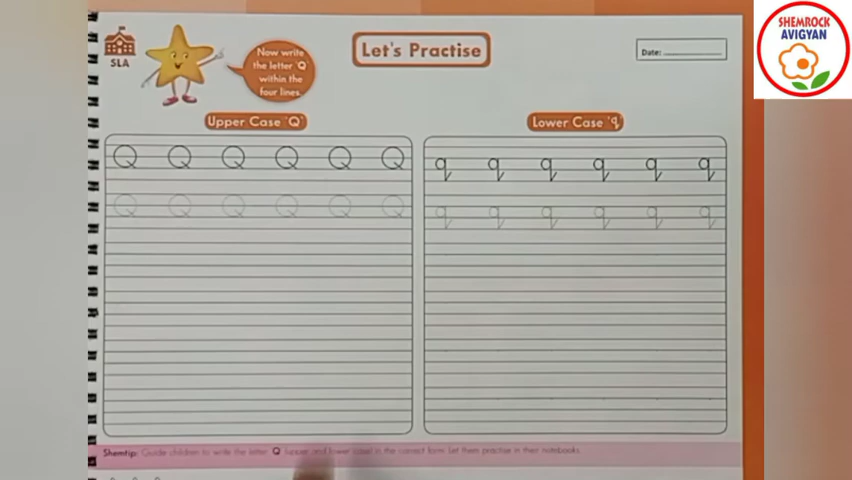 SLA
Now write
the letter 'Q'
within the
four lines.
Let's Practise
Date:
SHEMROCK
AVIGYAN
Upper Case 'Q'
Lower Case 'q'
Q Q Q Q Q Q
q q q q q q
Q Q Q Q Q Q
q q q q q q
Shemtip: Guide children to write the letter Q (upper and lower case) in the correct form. Let them practise in their notebooks.